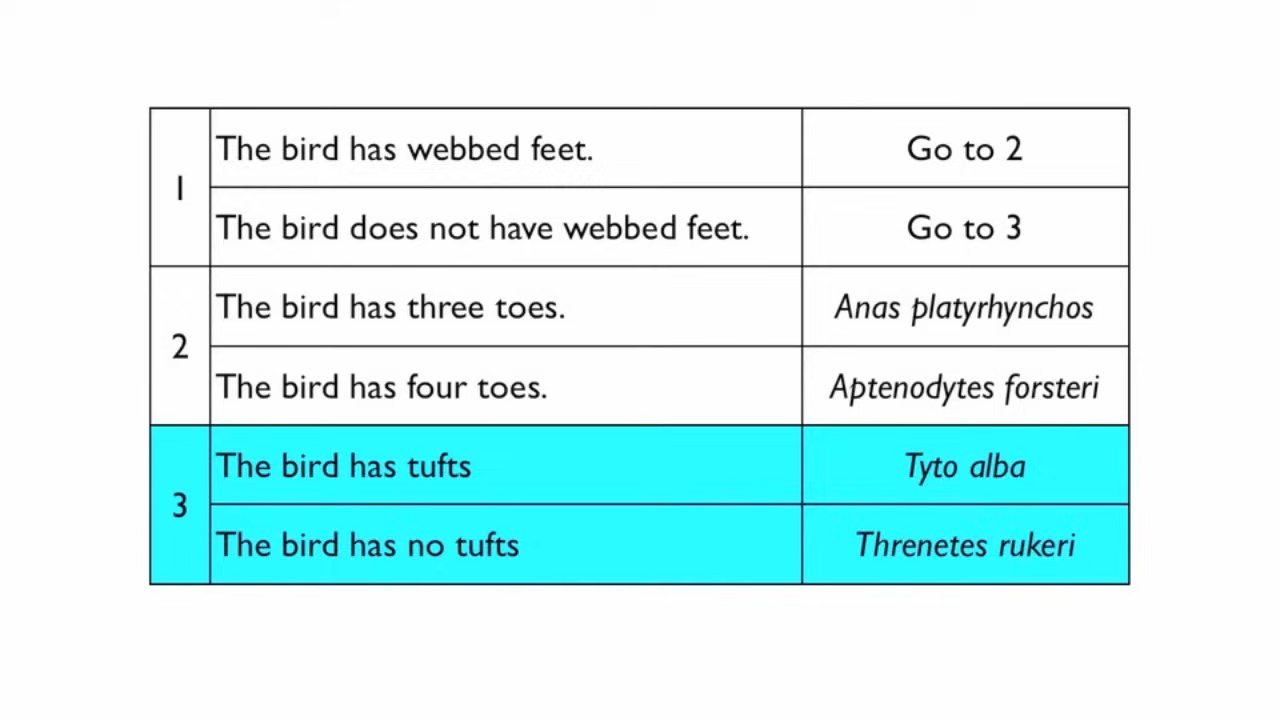 1
The bird has webbed feet.
Go to 2
The bird does not have webbed feet.
Go to 3
2
The bird has three toes.
Anas platyrhynchos
The bird has four toes.
Aptenodytes forsteri
3
The bird has tufts
Tyto alba
The bird has no tufts
Threnetes rukeri